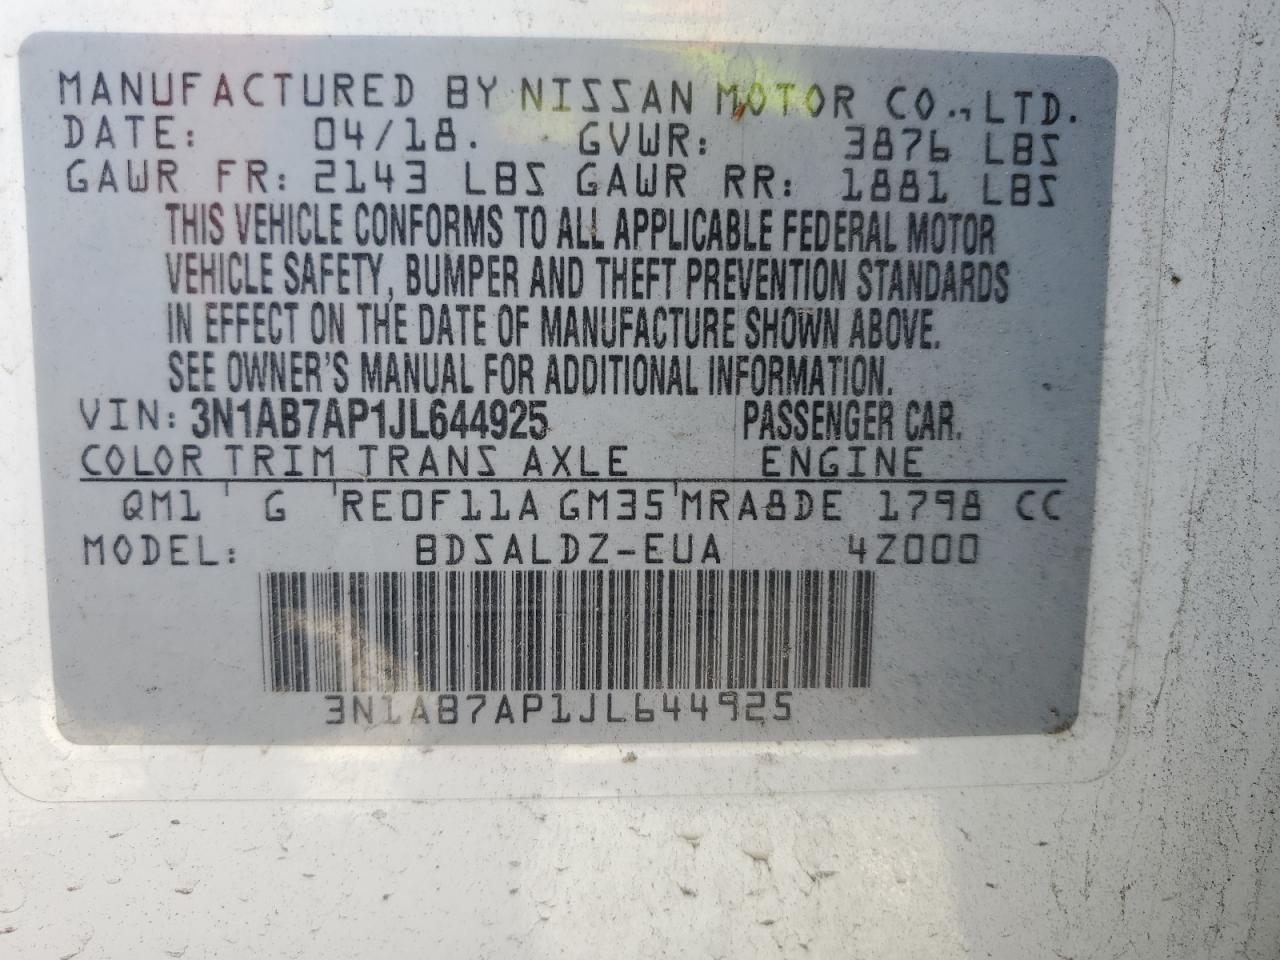 MANUFACTURED BY NISSAN MOTOR CO., LTD.
DATE: 04/18. GVWR: 3876 LBS
GAWR FR: 2143 LBS GAWR RR: 1881 LBS
THIS VEHICLE CONFORMS TO ALL APPLICABLE FEDERAL MOTOR
VEHICLE SAFETY, BUMPER AND THEFT PREVENTION STANDARDS
IN EFFECT ON THE DATE OF MANUFACTURE SHOWN ABOVE.
SEE OWNER'S MANUAL FOR ADDITIONAL INFORMATION.
VIN: 3N1AB7AP1JL644925 PASSENGER CAR.
COLOR TRIM TRANS AXLE ENGINE
QM1 G RE0F11A GM35 MRA8DE 1798 CC
MODEL: BDSALDZ-EUA 4Z000
3N1AB7AP1JL644925